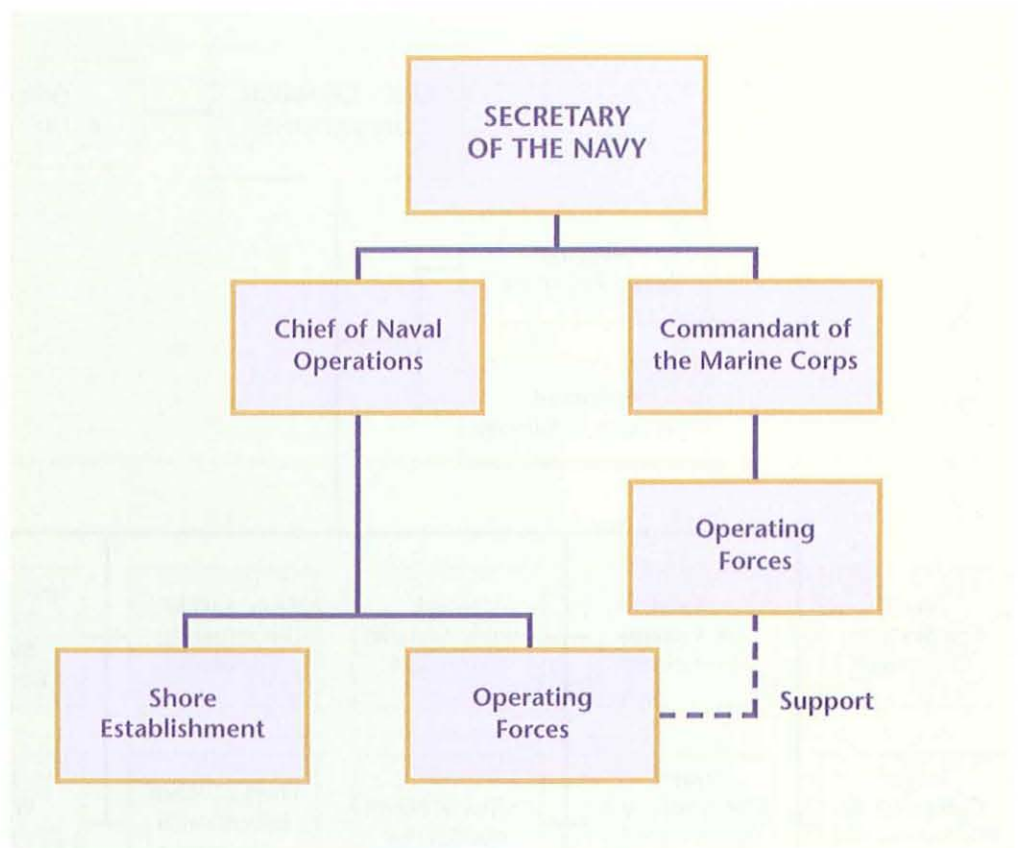 SECRETARY
OF THE NAVY
Chief of Naval
Operations
Commandant of
the Marine Corps
Operating
Forces
Shore
Establishment
Operating
Forces
Support